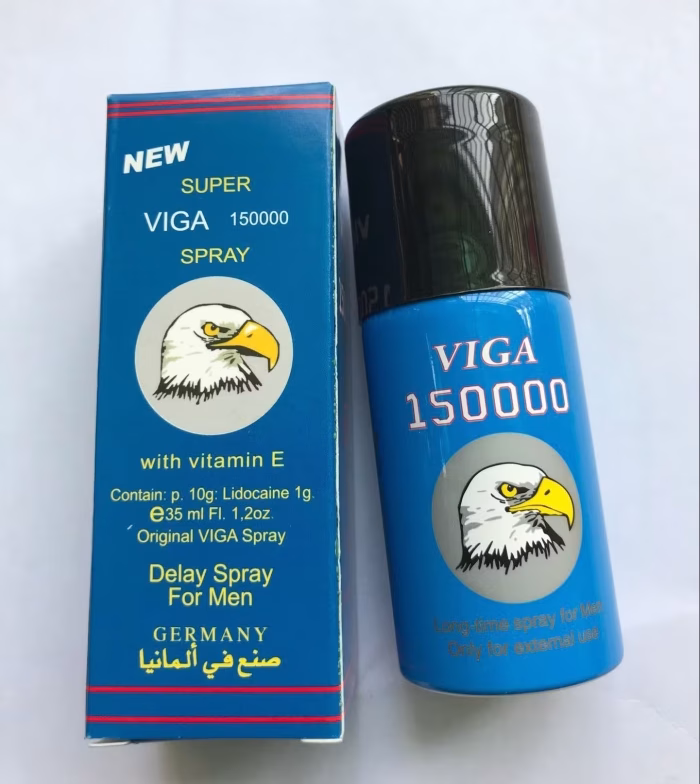 NEW
SUPER
VIGA 150000
SPRAY
with vitamin E
Contain: p. 10g: Lidocaine 1g.
e35 ml Fl. 1,2oz.
Original VIGA Spray
Delay Spray
For Men
GERMANY
صنع في ألمانيا
VIGA
150000
Long-time spray for Men
Only for external use